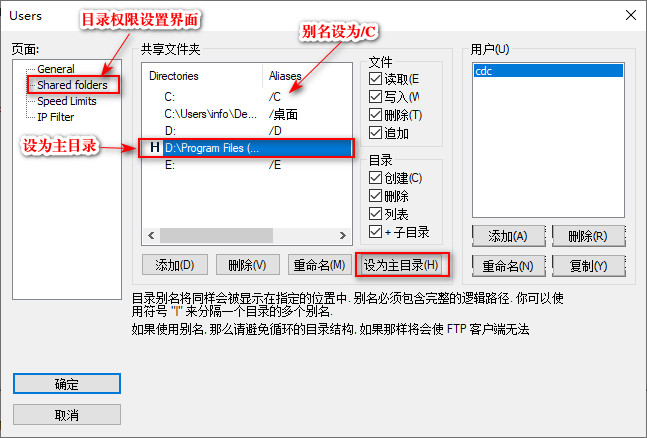 Users
目录权限设置界面
别名设为/C
设为主目录
页面:
General
Shared folders
Speed Limits
IP Filter
共享文件夹
Directories Aliases
C: /C
C:\Users\info\De... /桌面
D: /D
H D:\Program Files (...
E: /E
文件
读取(E
写入(W
删除(T)
追加
目录
创建(C)
删除
列表
+ 子目录
添加(D) 删除(V) 重命名(M) 设为主目录(H)
用户(U)
cdc
添加(A) 删除(R)
重命名(N) 复制(Y)
目录别名将同样会被显示在指定的位置中. 别名必须包含完整的逻辑路径. 你可以使
用符号 "|" 来分隔一个目录的多个别名.
如果使用别名, 那么请避免循环的目录结构, 如果那样将会使 FTP 客户端无法
确定
取消